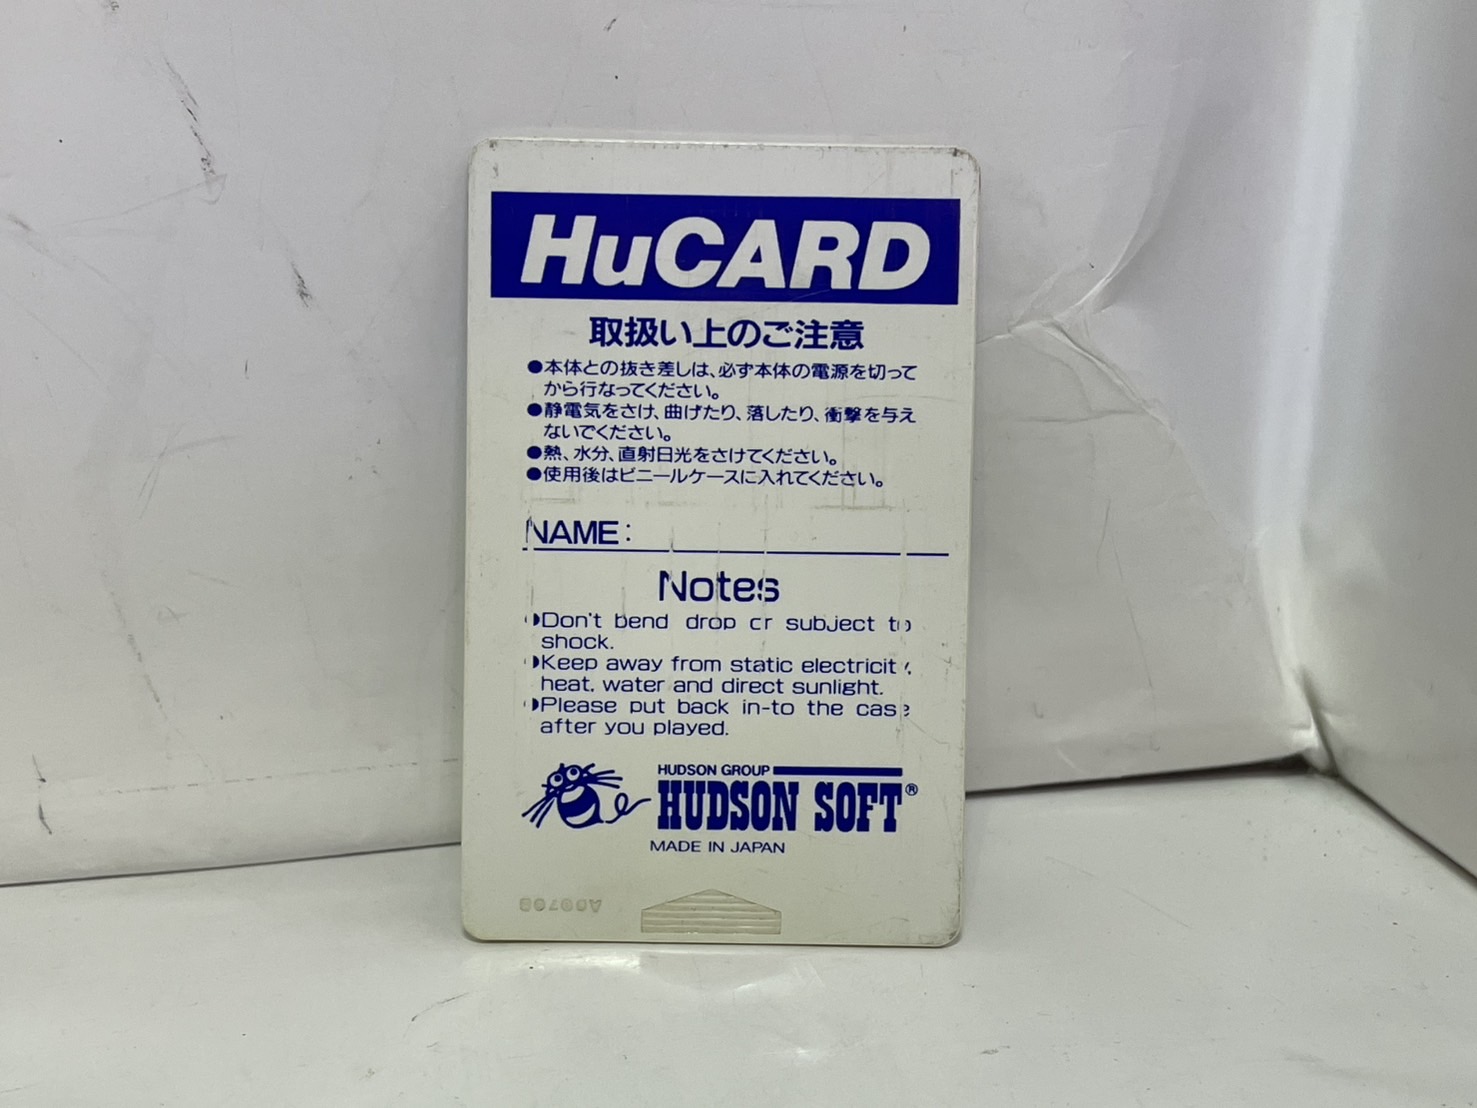 HuCARD
取扱い上のご注意
●本体との抜き差しは、必ず本体の電源を切って
から行なってください。
●静電気をさけ、曲げたり、落したり、衝撃を与え
ないでください。
●熱、水分、直射日光をさけてください。
●使用後はビニールケースに入れてください。
NAME:
Notes
●Don't bend drop or subject to
shock.
●Keep away from static electricity,
heat, water and direct sunlight.
●Please put back in-to the case
after you played.
HUDSON GROUP
HUDSON SOFT®
MADE IN JAPAN